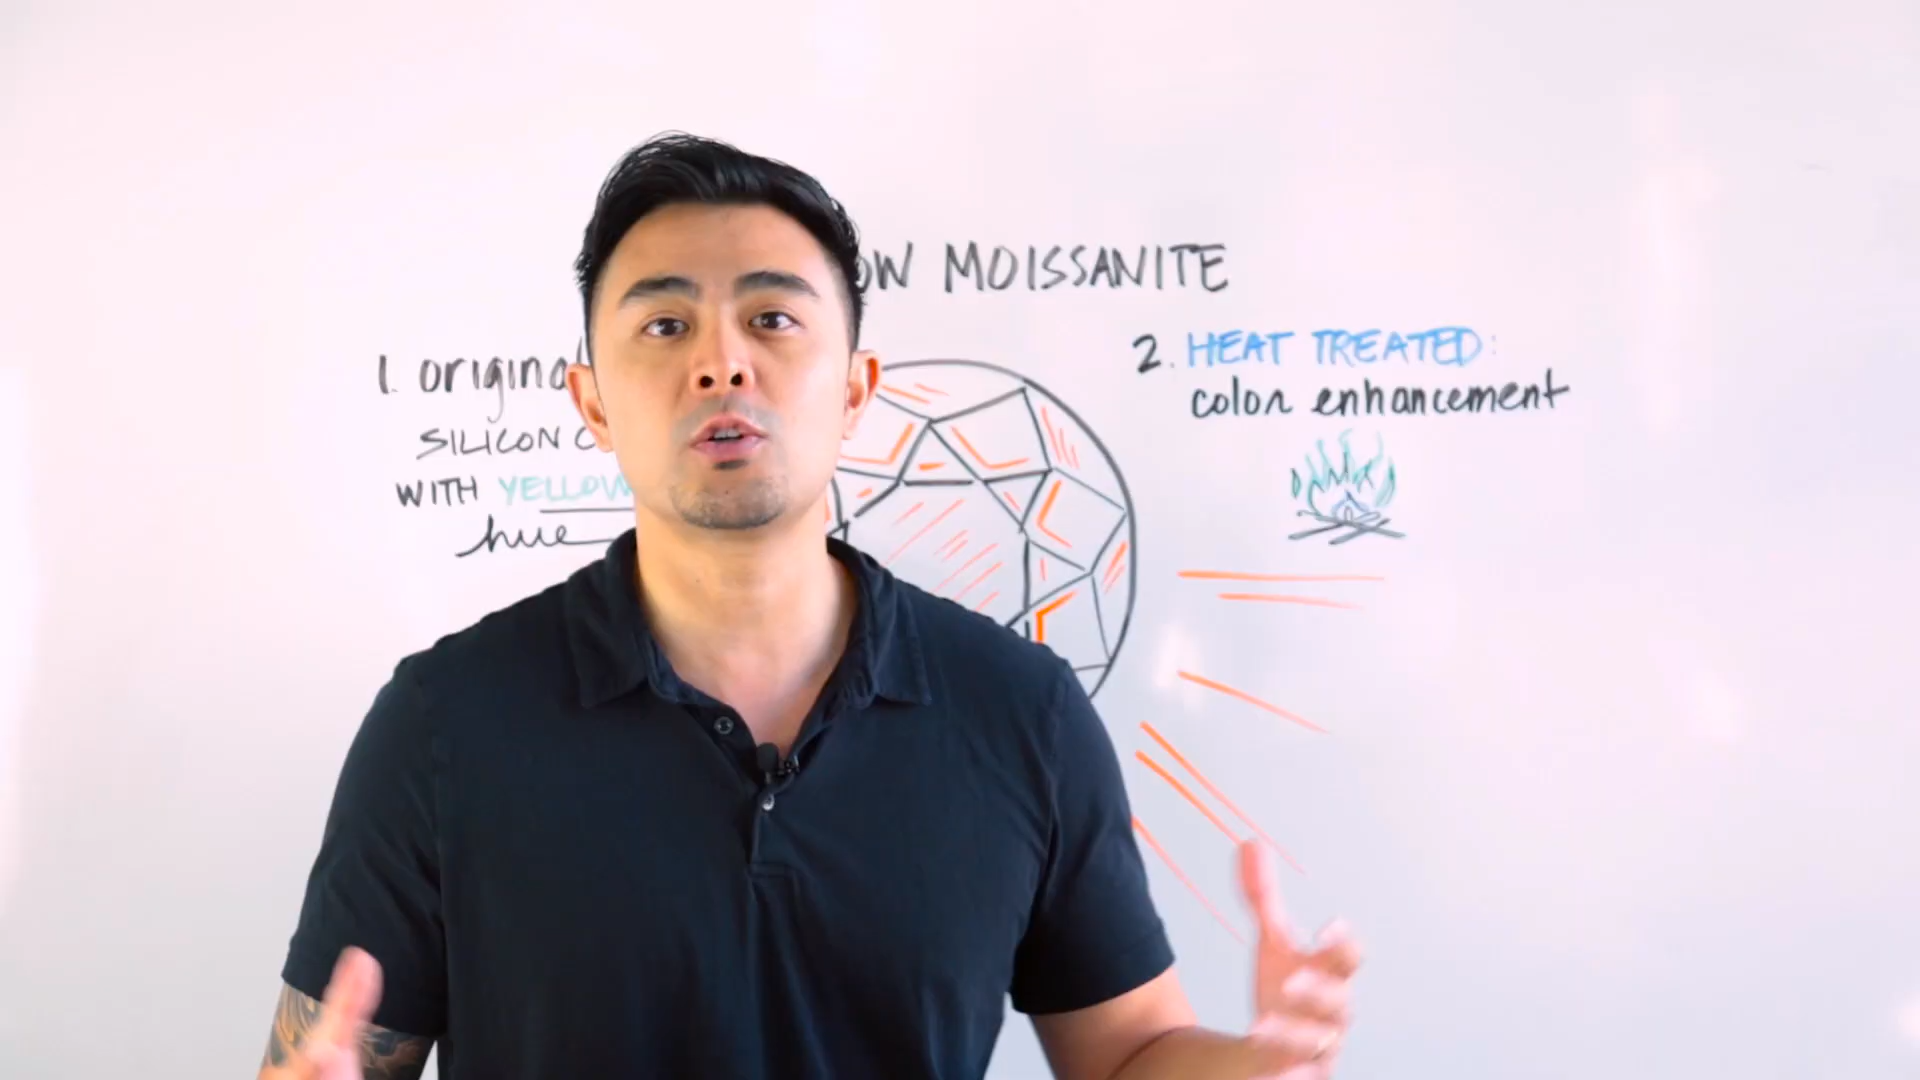 OW MOISSANITE
1. origina
SILICON C
WITH YELLOW
hue
2. HEAT TREATED:
color enhancement